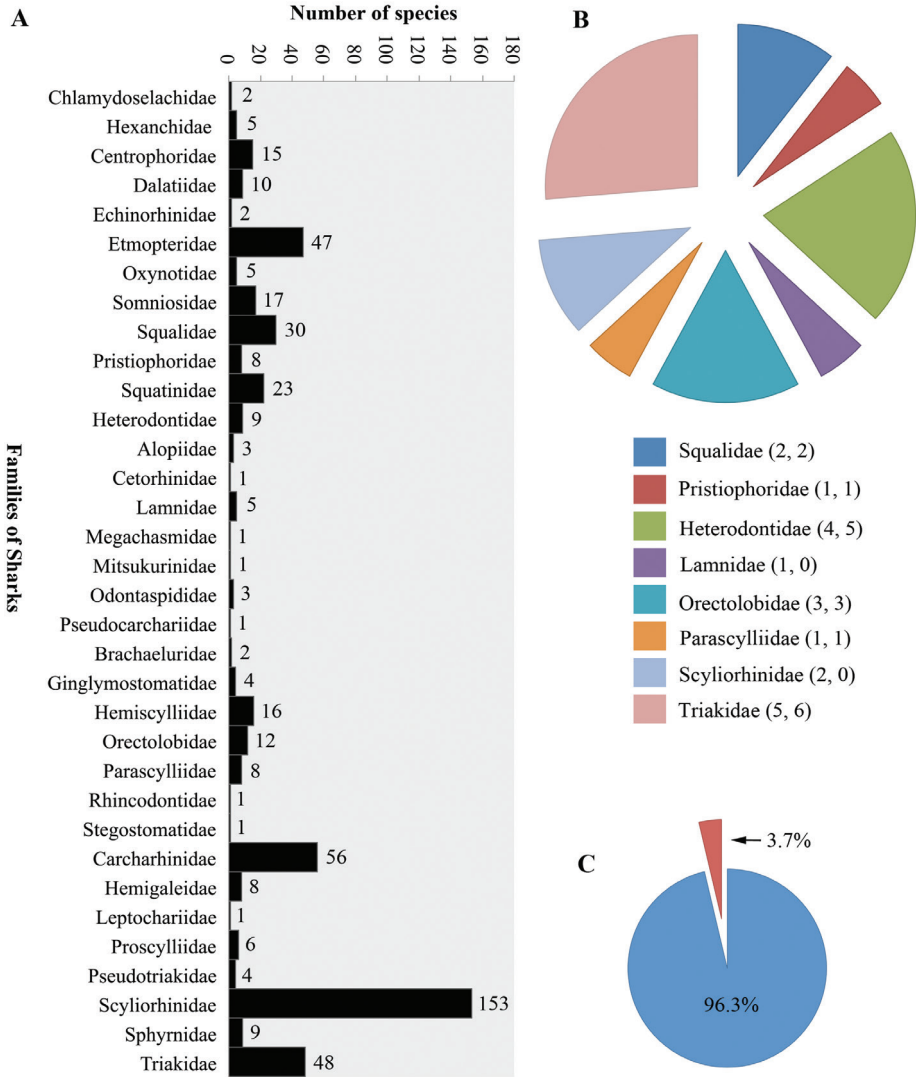 A
Number of species
0 20 40 60 80 100 120 140 160 180
Families of Sharks
Chlamydoselachidae 2
Hexanchidae 5
Centrophoridae 15
Dalatiidae 10
Echinorhinidae 2
Etmopteridae 47
Oxynotidae 5
Somniosidae 17
Squalidae 30
Pristiophoridae 8
Squatinidae 23
Heterodontidae 9
Alopiidae 3
Cetorhinidae 1
Lamnidae 5
Megachasmidae 1
Mitsukurinidae 1
Odontaspididae 3
Pseudocarchariidae 1
Brachaeluridae 2
Ginglymostomatidae 4
Hemiscylliidae 16
Orectolobidae 12
Parascylliidae 8
Rhincodontidae 1
Stegostomatidae 1
Carcharhinidae 56
Hemigaleidae 8
Leptochariidae 1
Proscylliidae 6
Pseudotriakidae 4
Scyliorhinidae 153
Sphyrnidae 9
Triakidae 48
B
Squalidae (2, 2)
Pristiophoridae (1, 1)
Heterodontidae (4, 5)
Lamnidae (1, 0)
Orectolobidae (3, 3)
Parascylliidae (1, 1)
Scyliorhinidae (2, 0)
Triakidae (5, 6)
C
3.7%
96.3%